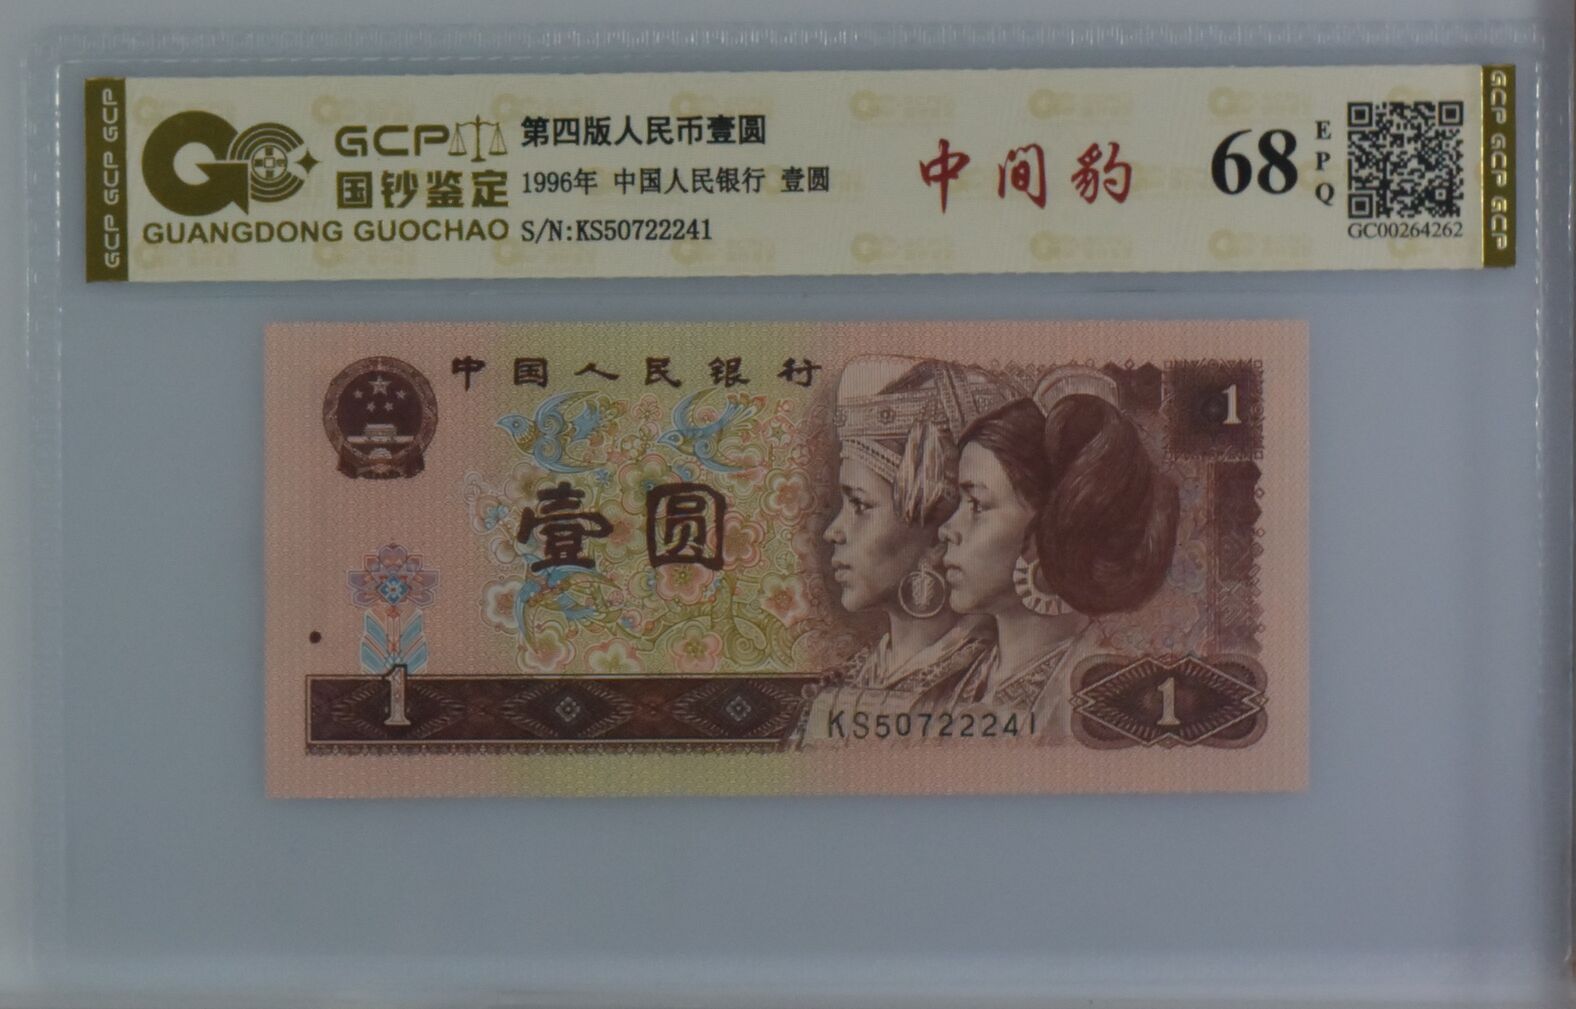 GCP GCP GCP
GCP
国钞鉴定
GUANGDONG GUOCHAO
第四版人民币壹圆
1996年 中国人民银行 壹圆
S/N:KS50722241
中间豹
68
EPQ
GC00264262
GCP GCP GCP
中国人民银行
1
壹圆
1
KS50722241
1